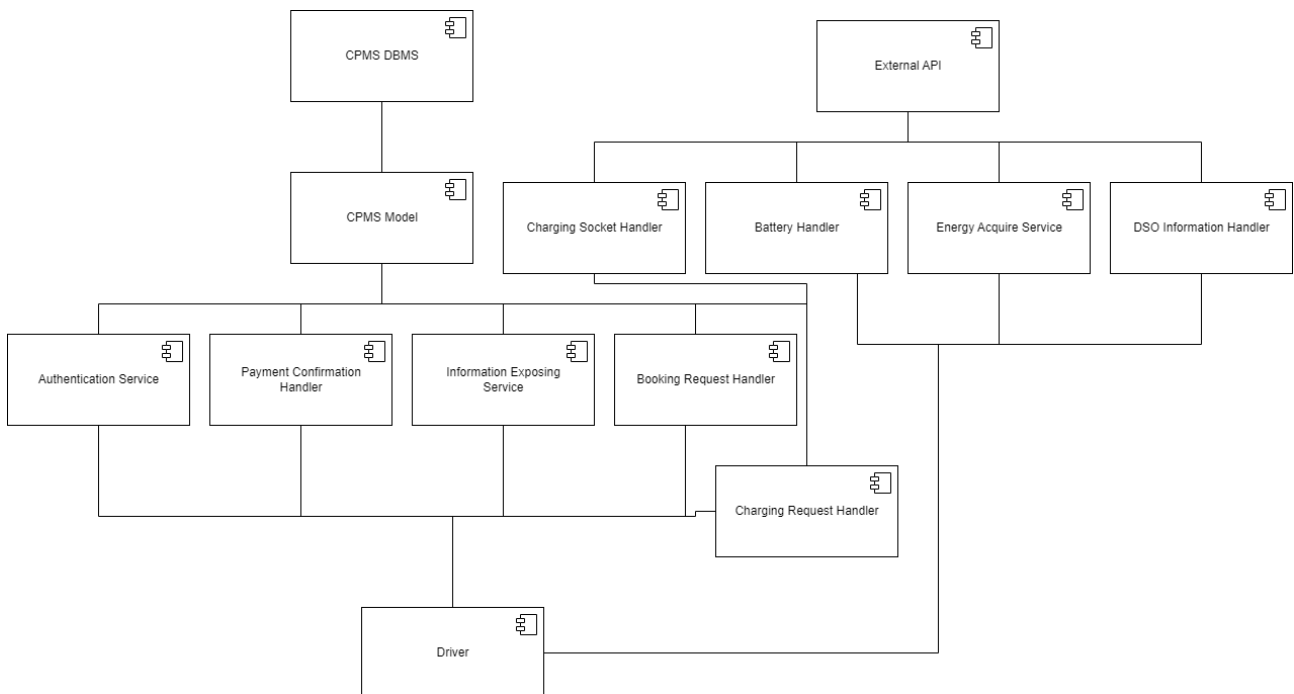 CPMS DBMS
External API
CPMS Model
Charging Socket Handler
Battery Handler
Energy Acquire Service
DSO Information Handler
Authentication Service
Payment Confirmation
Handler
Information Exposing
Service
Booking Request Handler
Charging Request Handler
Driver